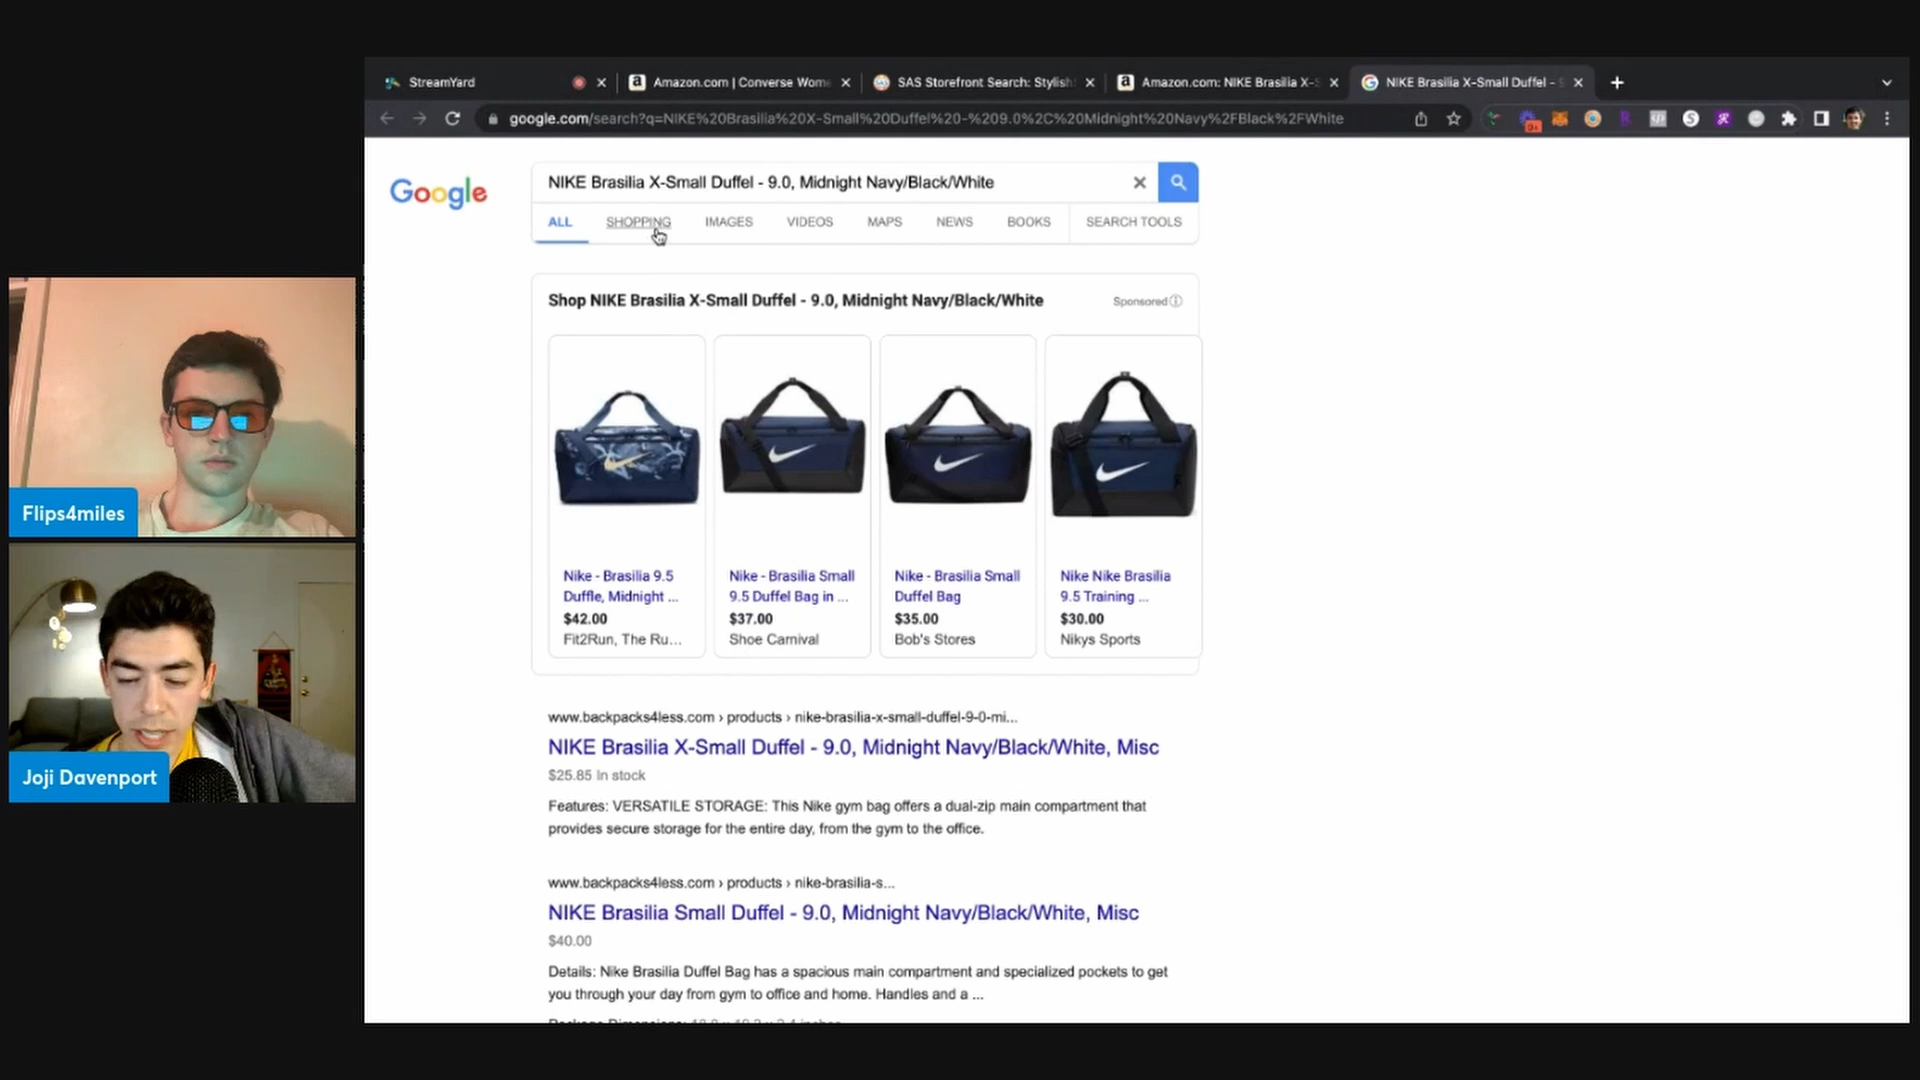 StreamYard
Amazon.com | Converse Wome
SAS Storefront Search: Stylish
Amazon.com: NIKE Brasilia X-S
NIKE Brasilia X-Small Duffel - 
google.com/search?q=NIKE%20Brasilia%20X-Small%20Duffel%20-%209.0%2C%20Midnight%20Navy%2FBlack%2FWhite
Google
NIKE Brasilia X-Small Duffel - 9.0, Midnight Navy/Black/White
ALL SHOPPING IMAGES VIDEOS MAPS NEWS BOOKS SEARCH TOOLS
Shop NIKE Brasilia X-Small Duffel - 9.0, Midnight Navy/Black/White
Sponsored
Nike - Brasilia 9.5
Duffle, Midnight ...
$42.00
Fit2Run, The Ru...
Nike - Brasilia Small
9.5 Duffel Bag in ...
$37.00
Shoe Carnival
Nike - Brasilia Small
Duffel Bag
$35.00
Bob's Stores
Nike Nike Brasilia
9.5 Training ...
$30.00
Nikys Sports
www.backpacks4less.com › products › nike-brasilia-x-small-duffel-9-0-mi...
NIKE Brasilia X-Small Duffel - 9.0, Midnight Navy/Black/White, Misc
$25.85 In stock
Features: VERSATILE STORAGE: This Nike gym bag offers a dual-zip main compartment that
provides secure storage for the entire day, from the gym to the office.
www.backpacks4less.com › products › nike-brasilia-s...
NIKE Brasilia Small Duffel - 9.0, Midnight Navy/Black/White, Misc
$40.00
Details: Nike Brasilia Duffel Bag has a spacious main compartment and specialized pockets to get
you through your day from gym to office and home. Handles and a ...
Flips4miles
Joji Davenport